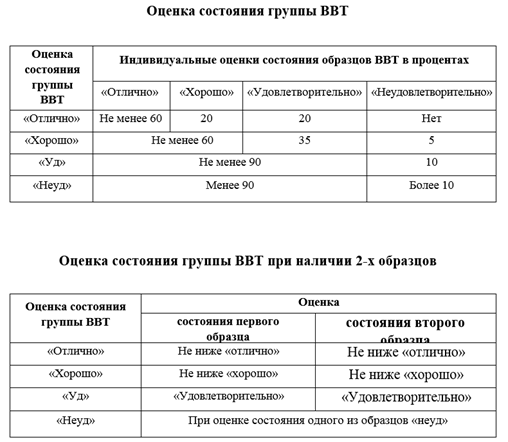 Оценка состояния группы ВВТ
Оценка
состояния
группы
ВВТ
Индивидуальные оценки состояния образцов ВВТ в процентах
«Отлично» «Хорошо» «Удовлетворительно» «Неудовлетворительно»
«Отлично» Не менее 60 20 20 Нет
«Хорошо» Не менее 60 35 5
«Уд» Не менее 90 10
«Неуд» Менее 90 Более 10
Оценка состояния группы ВВТ при наличии 2-х образцов
Оценка состояния
группы ВВТ
Оценка
состояния первого
образца
состояния второго
образца
«Отлично» Не ниже «отлично» Не ниже «отлично»
«Хорошо» Не ниже «хорошо» Не ниже «хорошо»
«Уд» «Удовлетворительно» «Удовлетворительно»
«Неуд» При оценке состояния одного из образцов «неуд»